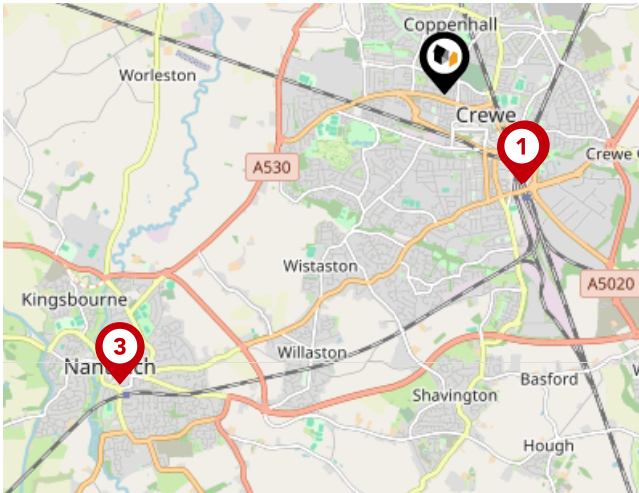 Coppenhall
Worleston
Crewe
1
Crewe
A530
Wistaston
A5020
Kingsbourne
3
Willaston
Basford
Shavington
Hough